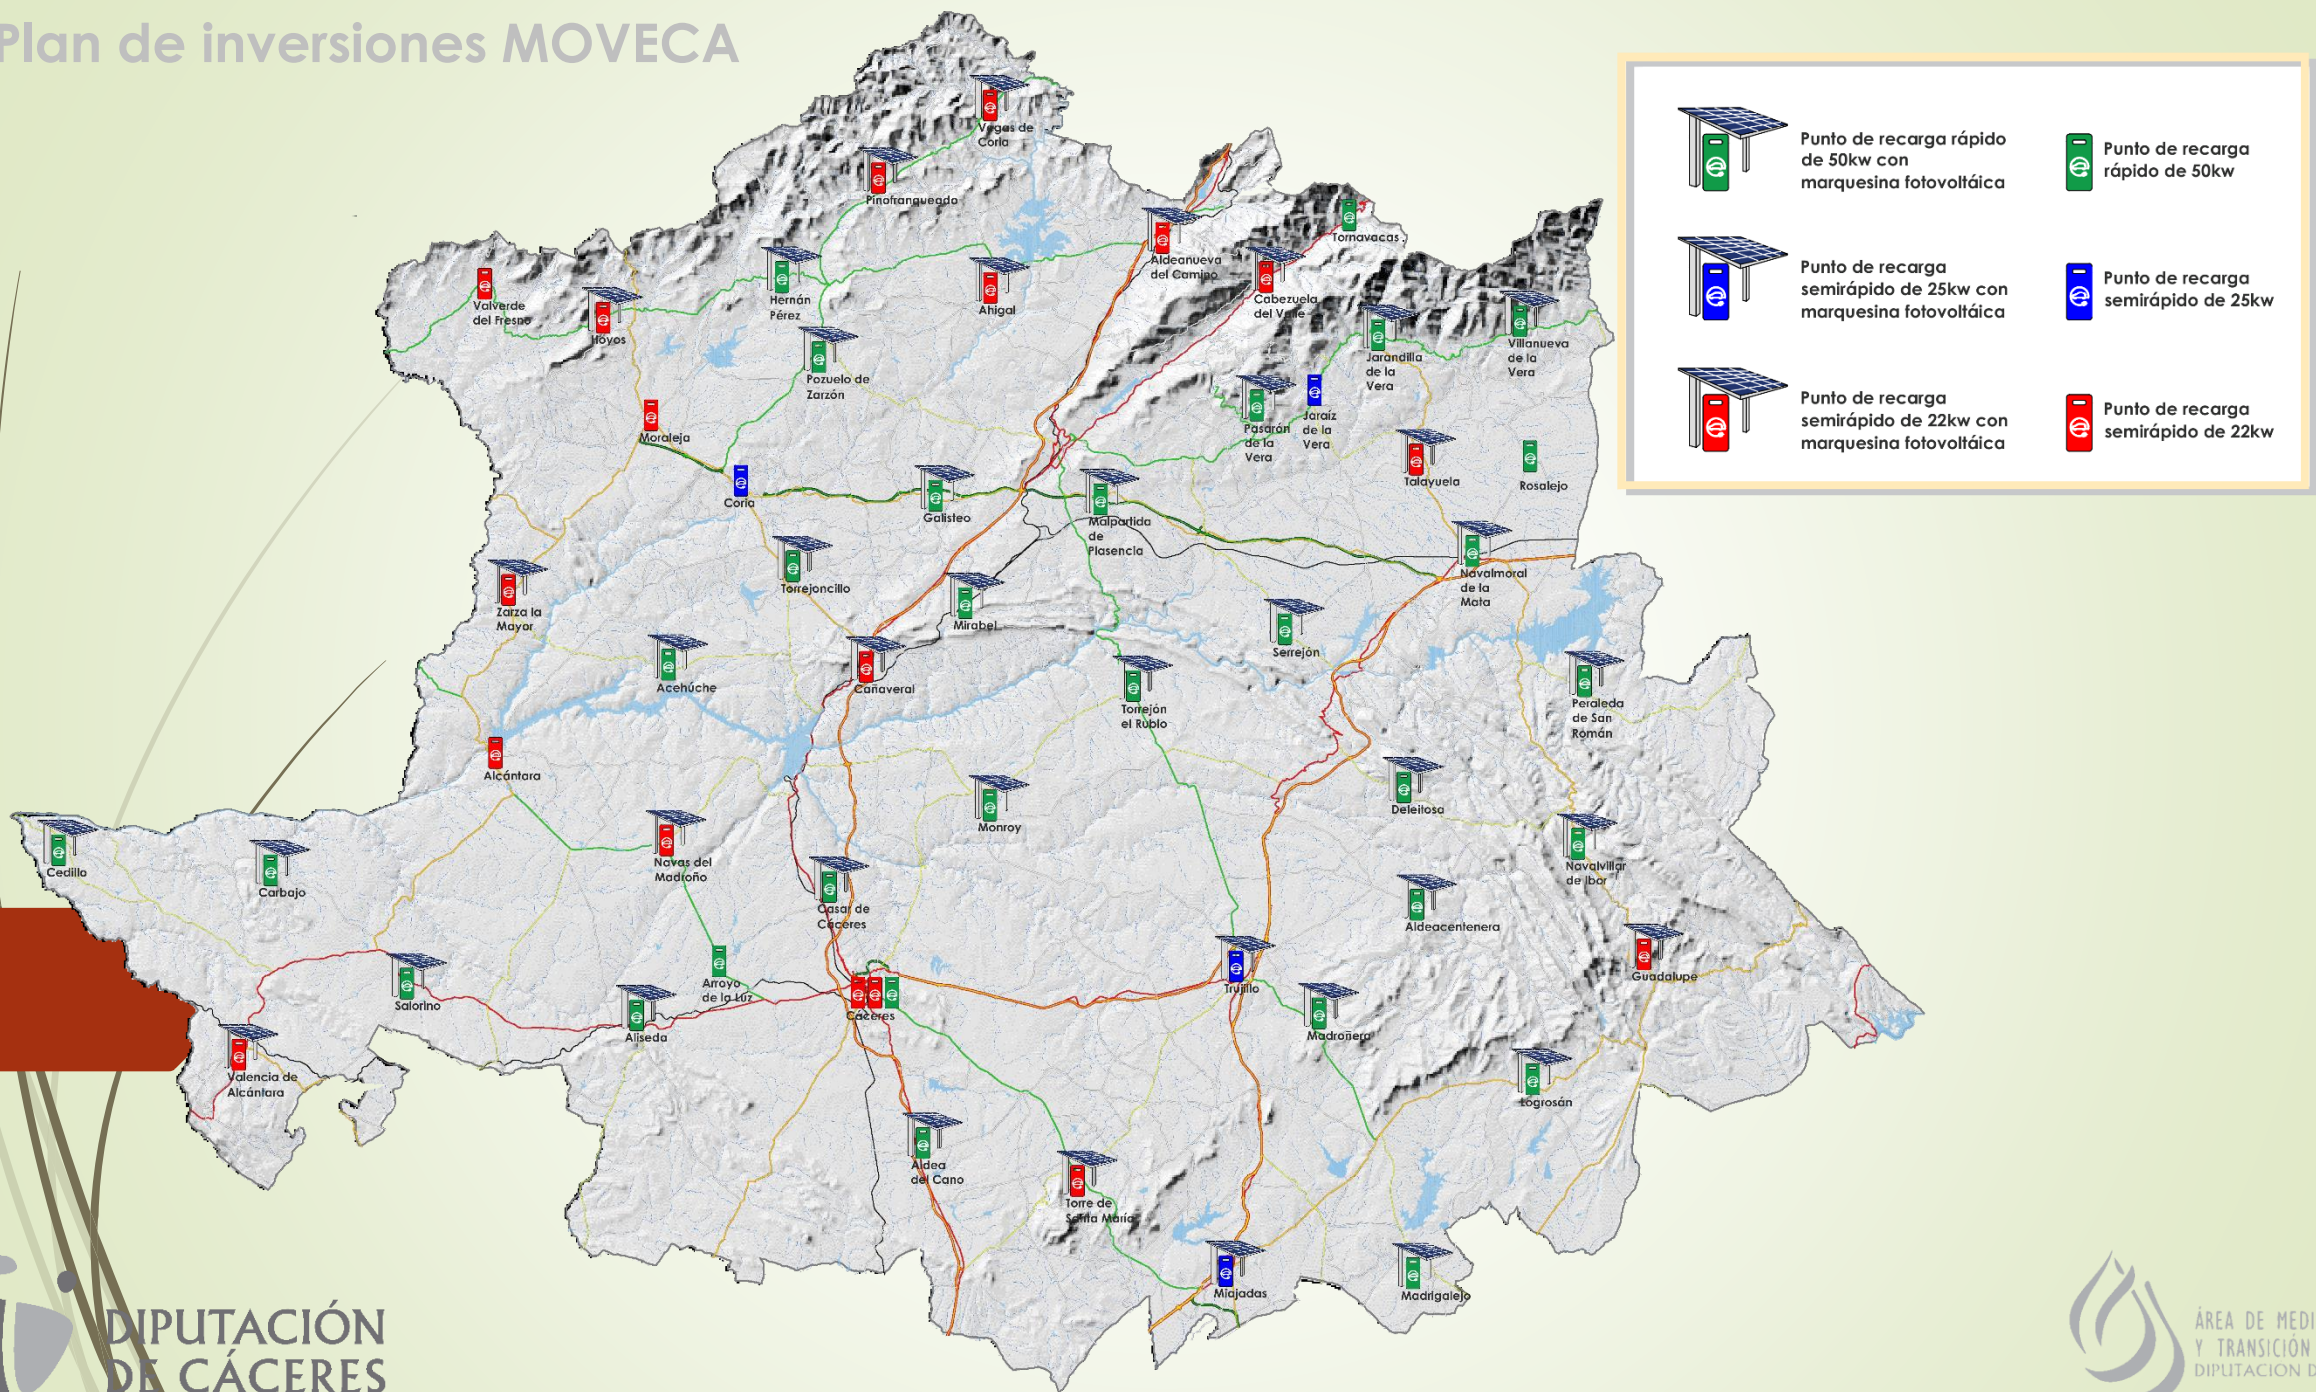 Plan de inversiones MOVECA
Punto de recarga rápido
de 50kw con
marquesina fotovoltáica
Punto de recarga
rápido de 50kw
Punto de recarga
semirápido de 25kw con
marquesina fotovoltáica
Punto de recarga
semirápido de 25kw
Punto de recarga
semirápido de 22kw con
marquesina fotovoltáica
Punto de recarga
semirápido de 22kw
Vegas de
Coria
Pinofranqueado
Tornavacas
Aldeanueva
del Camino
Valverde
del Fresno
Hoyos
Hernán
Pérez
Ahigal
Cabezuela
del Valle
Jarandilla
de la
Vera
Villanueva
de la
Vera
Pozuelo de
Zarzón
Jaraíz
de la
Vera
Pasarón
de la
Vera
Moraleja
Coria
Galisteo
Malpartida
de
Plasencia
Talayuela
Rosalejo
Navalmoral
de la
Mata
Torrejoncillo
Zarza la
Mayor
Mirabel
Serrejón
Acehúche
Cañaveral
Torrejón
el Rubio
Peraleda
de San
Román
Alcántara
Deleitosa
Monroy
Navas del
Madroño
Navalvillar
de Ibor
Cedillo
Carbajo
Casar de
Cáceres
Aldeacentenera
Guadalupe
Salorino
Arroyo
de la Luz
Cáceres
Trujillo
Aliseda
Madroñera
Valencia de
Alcántara
Logrosán
Aldea
del Cano
Torre de
Santa María
Miajadas
Madrigalejo
DIPUTACIÓN
DE CÁCERES
ÁREA DE MEDI
Y TRANSICIÓN
DIPUTACION D